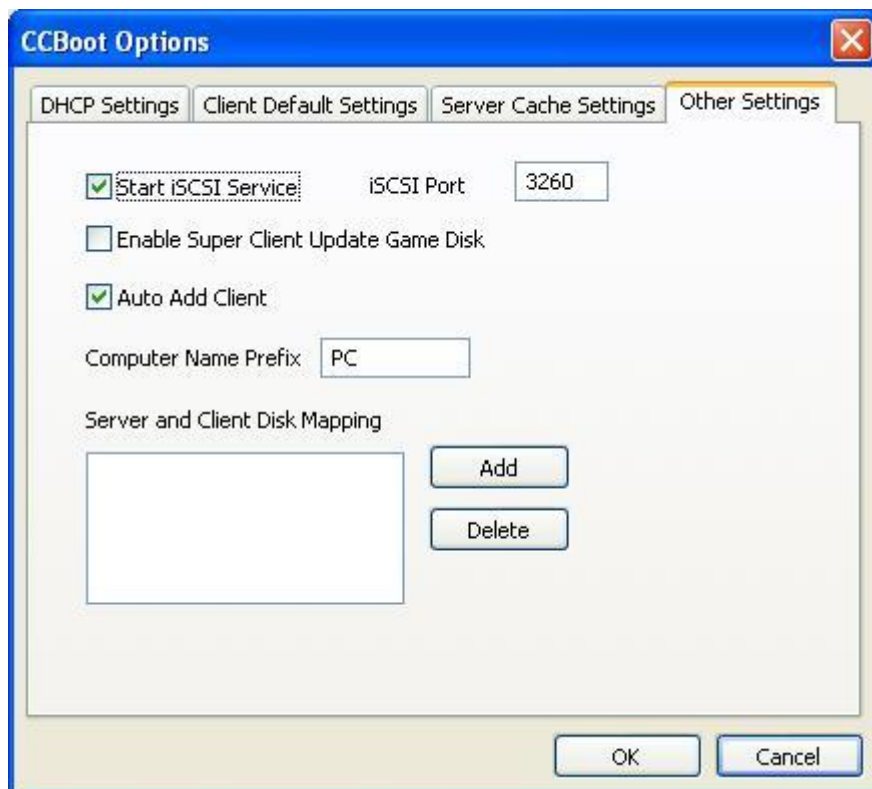 CCBoot Options
DHCP Settings Client Default Settings Server Cache Settings Other Settings
Start iSCSI Service iSCSI Port 3260
Enable Super Client Update Game Disk
Auto Add Client
Computer Name Prefix PC
Server and Client Disk Mapping
Add
Delete
OK Cancel